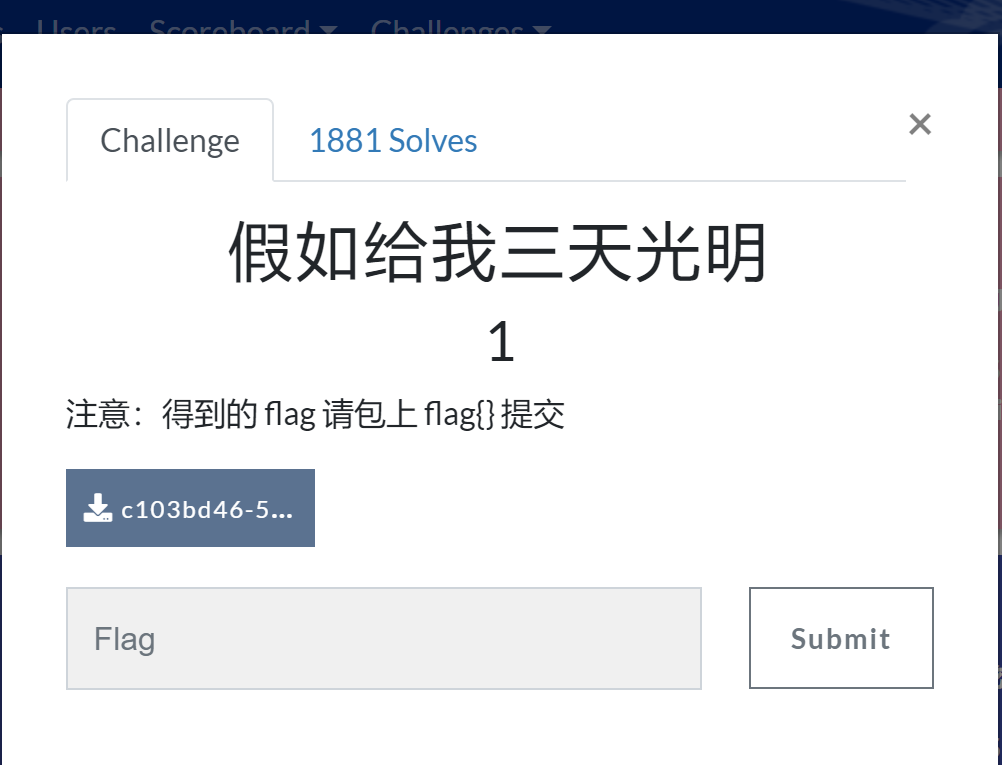 Users Scoreboard Challenges
Challenge 1881 Solves ×
假如给我三天光明
1
注意：得到的 flag 请包上 flag{} 提交
c103bd46-5...
Flag Submit